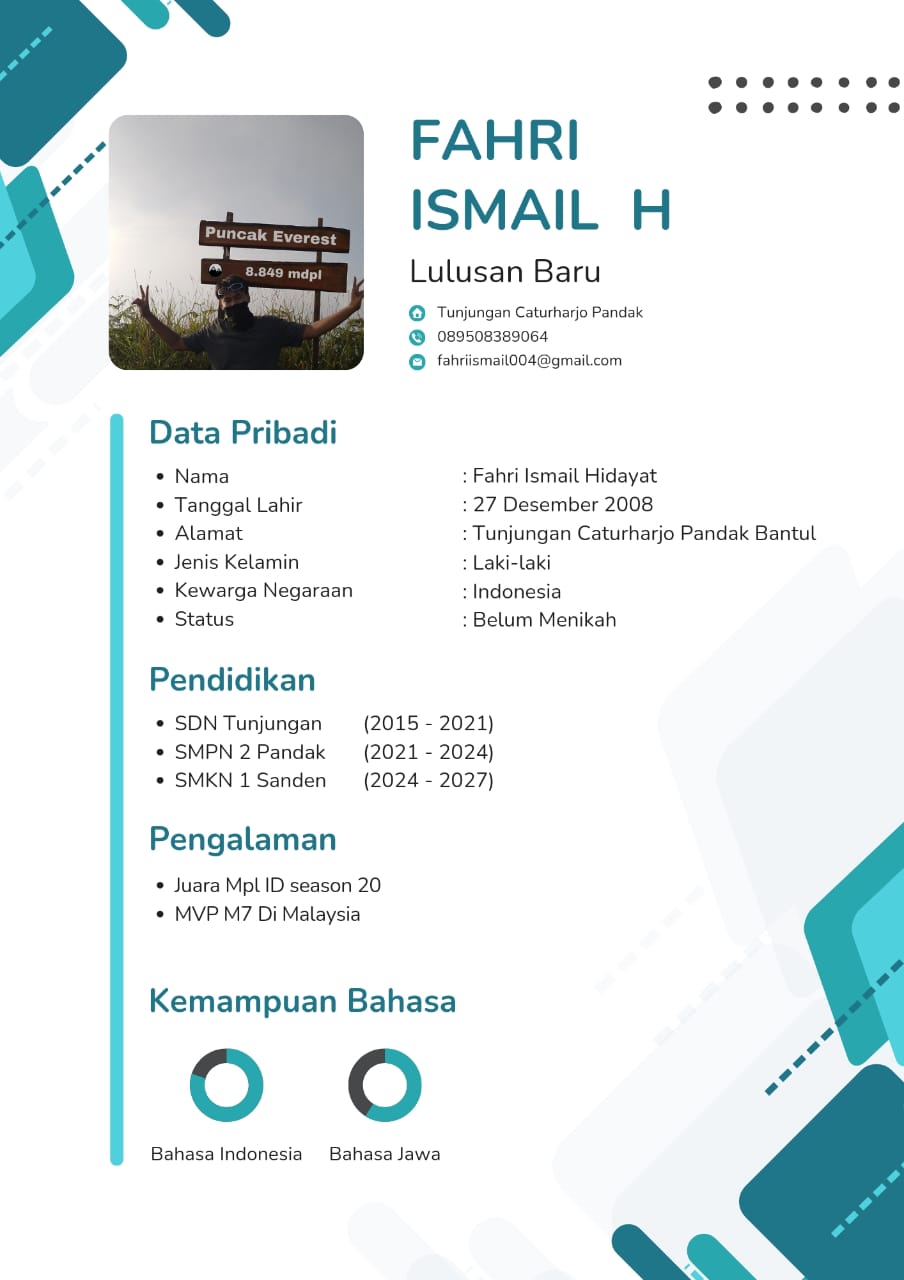 FAHRI
ISMAIL H
Lulusan Baru
Tunjungan Caturharjo Pandak
089508389064
fahriismail004@gmail.com
Puncak Everest
8.849 mdpl
Data Pribadi
• Nama : Fahri Ismail Hidayat
• Tanggal Lahir : 27 Desember 2008
• Alamat : Tunjungan Caturharjo Pandak Bantul
• Jenis Kelamin : Laki-laki
• Kewarga Negaraan : Indonesia
• Status : Belum Menikah
Pendidikan
• SDN Tunjungan (2015 - 2021)
• SMPN 2 Pandak (2021 - 2024)
• SMKN 1 Sanden (2024 - 2027)
Pengalaman
• Juara Mpl ID season 20
• MVP M7 Di Malaysia
Kemampuan Bahasa
Bahasa Indonesia Bahasa Jawa